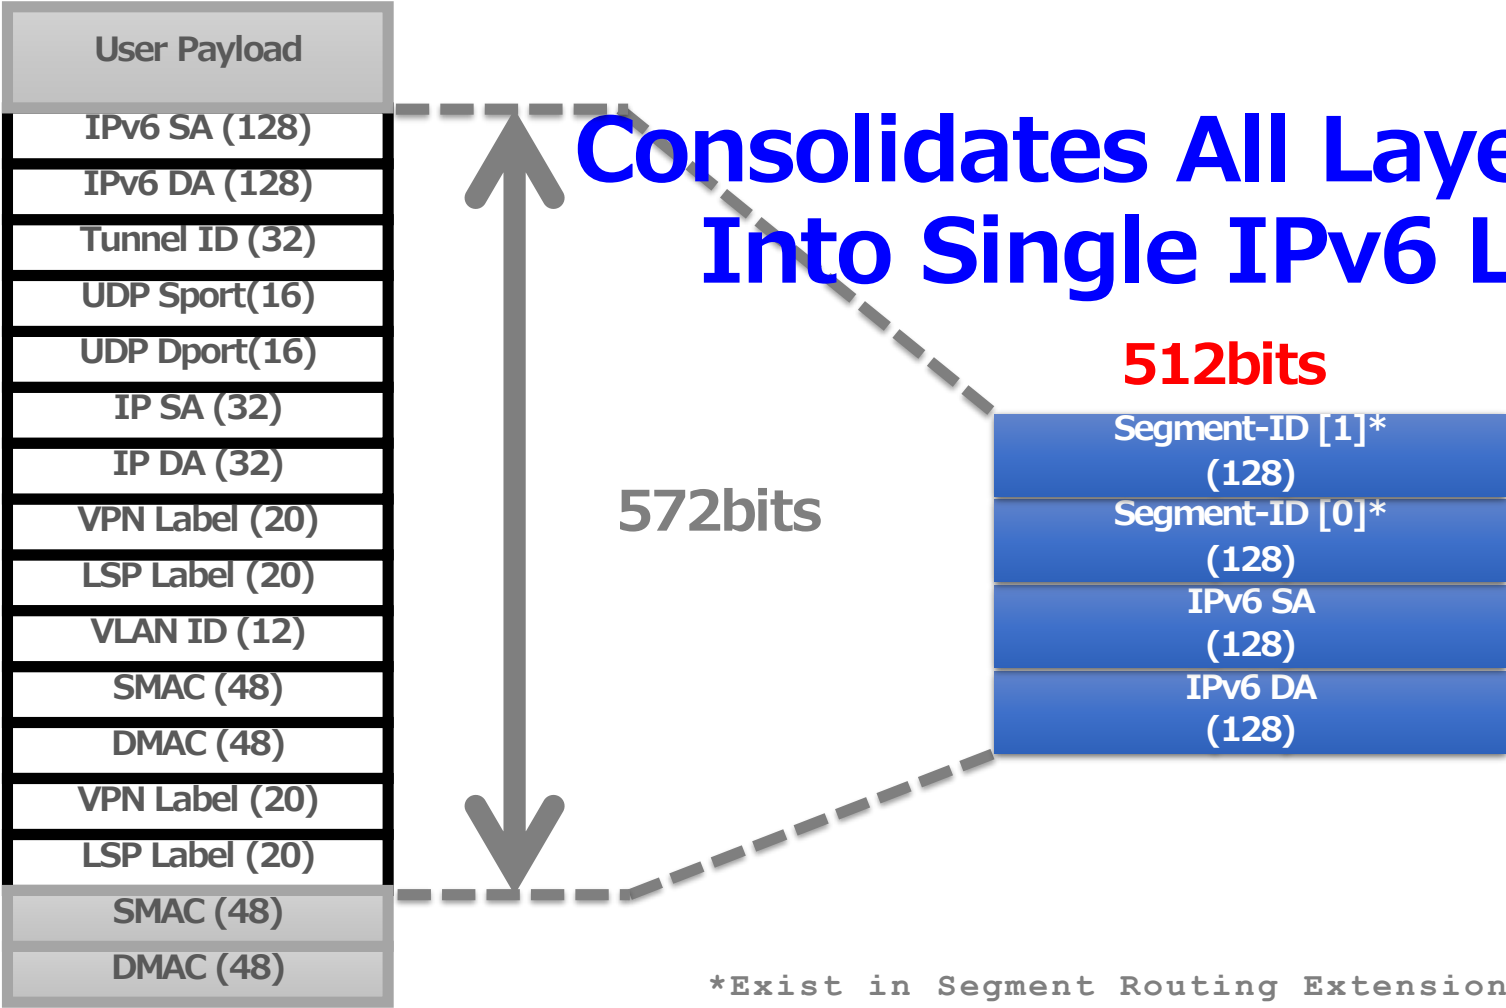 User Payload
IPv6 SA (128)
IPv6 DA (128)
Tunnel ID (32)
UDP Sport(16)
UDP Dport(16)
IP SA (32)
IP DA (32)
VPN Label (20)
LSP Label (20)
VLAN ID (12)
SMAC (48)
DMAC (48)
VPN Label (20)
LSP Label (20)
SMAC (48)
DMAC (48)
572bits
Consolidates All
Into Single IPv6
512bits
Segment-ID [1]*
(128)
Segment-ID [0]*
(128)
IPv6 SA
(128)
IPv6 DA
(128)
*Exist in Segment Routing Extension